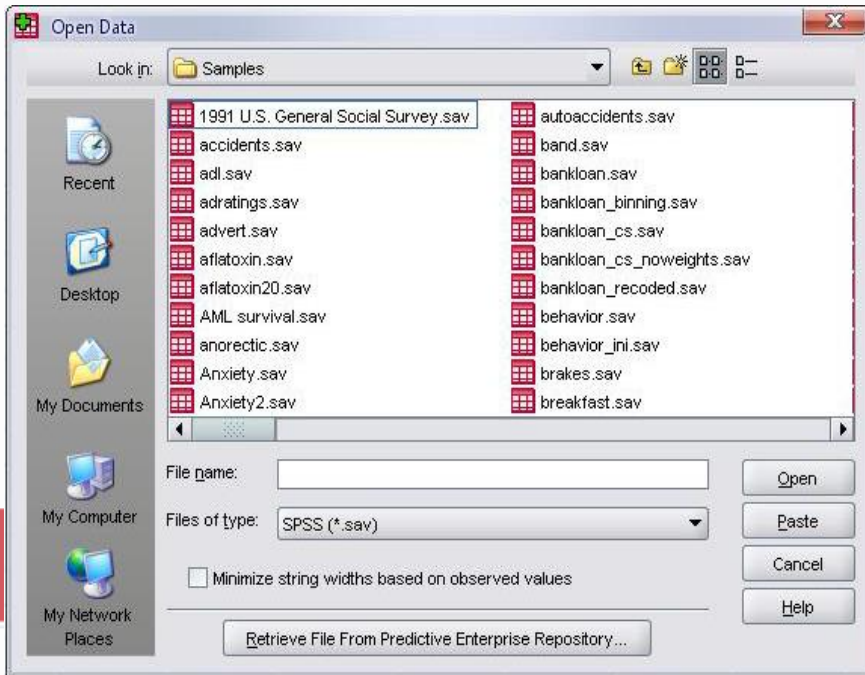 Open Data
Look in: Samples
Recent
Desktop
My Documents
My Computer
My Network
Places
1991 U.S. General Social Survey.sav
accidents.sav
adl.sav
adratings.sav
advert.sav
aflatoxin.sav
aflatoxin20.sav
AML survival.sav
anorectic.sav
Anxiety.sav
Anxiety2.sav
autoaccidents.sav
band.sav
bankloan.sav
bankloan_binning.sav
bankloan_cs.sav
bankloan_cs_noweights.sav
bankloan_recoded.sav
behavior.sav
behavior_ini.sav
brakes.sav
breakfast.sav
File name:
Files of type: SPSS (*.sav)
Minimize string widths based on observed values
Retrieve File From Predictive Enterprise Repository...
Open
Paste
Cancel
Help